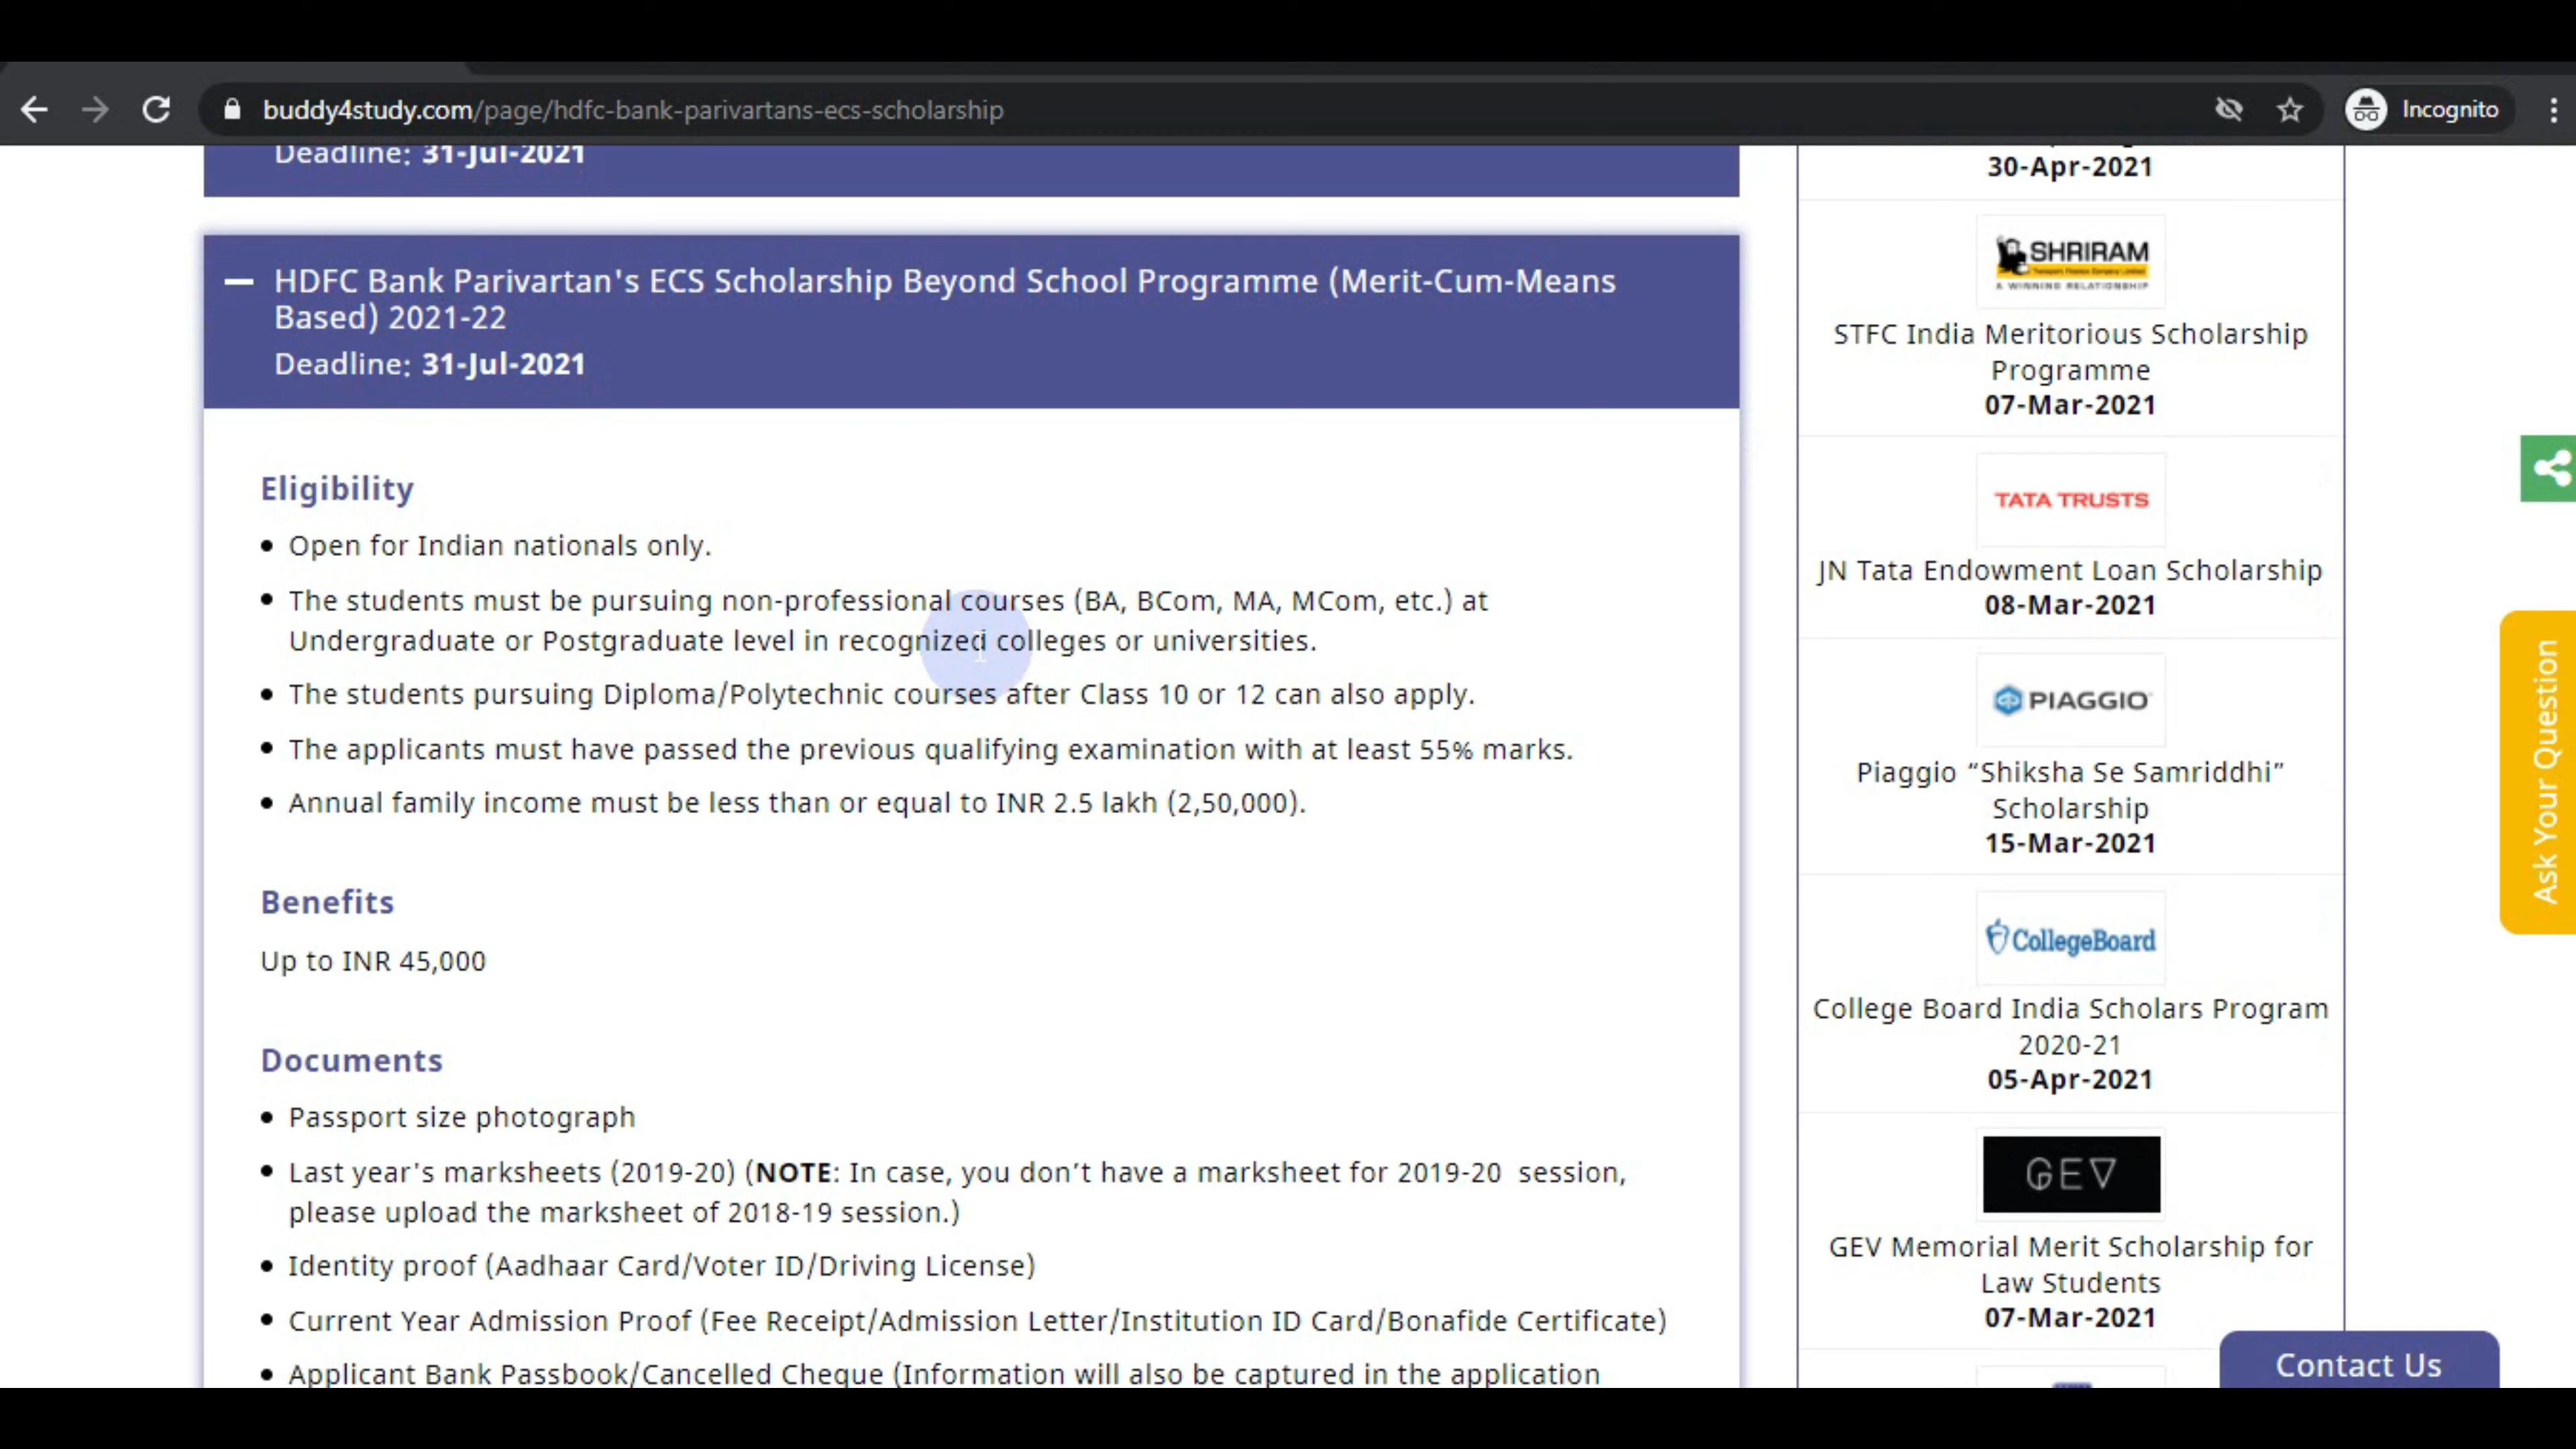 buddy4study.com/page/hdfc-bank-parivartans-ecs-scholarship
Incognito
Deadline: 31-Jul-2021
HDFC Bank Parivartan's ECS Scholarship Beyond School Programme (Merit-Cum-Means
Based) 2021-22
Deadline: 31-Jul-2021
Eligibility
• Open for Indian nationals only.
• The students must be pursuing non-professional courses (BA, BCom, MA, MCom, etc.) at
Undergraduate or Postgraduate level in recognized colleges or universities.
• The students pursuing Diploma/Polytechnic courses after Class 10 or 12 can also apply.
• The applicants must have passed the previous qualifying examination with at least 55% marks.
• Annual family income must be less than or equal to INR 2.5 lakh (2,50,000).
Benefits
Up to INR 45,000
Documents
• Passport size photograph
• Last year's marksheets (2019-20) (NOTE: In case, you don’t have a marksheet for 2019-20 session,
please upload the marksheet of 2018-19 session.)
• Identity proof (Aadhaar Card/Voter ID/Driving License)
• Current Year Admission Proof (Fee Receipt/Admission Letter/Institution ID Card/Bonafide Certificate)
• Applicant Bank Passbook/Cancelled Cheque (Information will also be captured in the application
30-Apr-2021
SHRIRAM
Transport Finance Company Limited
A WINNING RELATIONSHIP
STFC India Meritorious Scholarship
Programme
07-Mar-2021
TATA TRUSTS
JN Tata Endowment Loan Scholarship
08-Mar-2021
PIAGGIO
Piaggio “Shiksha Se Samriddhi”
Scholarship
15-Mar-2021
CollegeBoard
College Board India Scholars Program
2020-21
05-Apr-2021
GEV
GEV Memorial Merit Scholarship for
Law Students
07-Mar-2021
Ask Your Question
Contact Us